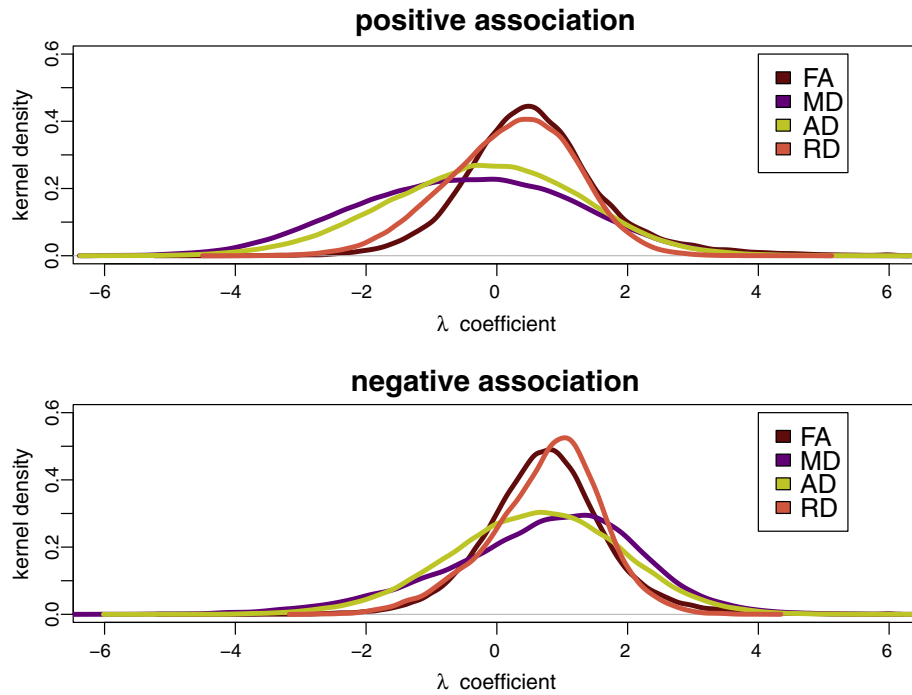 positive association
kernel density
0.0
0.2
0.4
0.6
FA
MD
AD
RD
−6
−4
−2
0
2
4
6
λ coefficient
negative association
kernel density
0.0
0.2
0.4
0.6
FA
MD
AD
RD
−6
−4
−2
0
2
4
6
λ coefficient